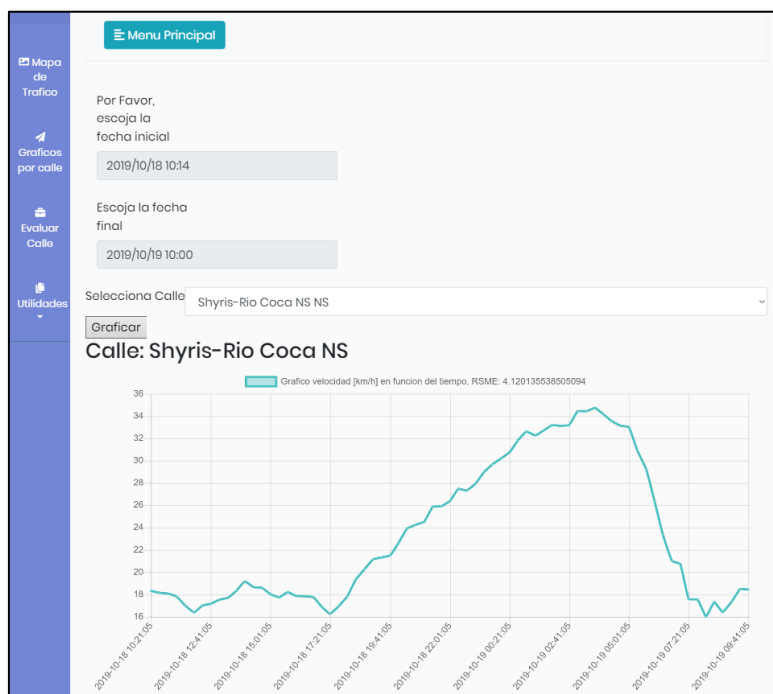 Menu Principal
Mapa
de
Trafico
Graficos
por calle
Evaluar
Calle
Utilidades
Por Favor,
escoja la
fecha inicial
2019/10/18 10:14
Escoja la fecha
final
2019/10/19 10:00
Selecciona Calle
Shyris-Rio Coca NS NS
Graficar
Calle: Shyris-Rio Coca NS
Grafico velocidad [km/h] en funcion del tiempo, RSME: 4.120135538505094
36
34
32
30
28
26
24
22
20
18
16
2019-10-18 10:21:05
2019-10-18 12:41:05
2019-10-18 15:01:05
2019-10-18 17:21:05
2019-10-18 19:41:05
2019-10-18 22:01:05
2019-10-19 00:21:05
2019-10-19 02:41:05
2019-10-19 05:01:05
2019-10-19 07:21:05
2019-10-19 09:41:05